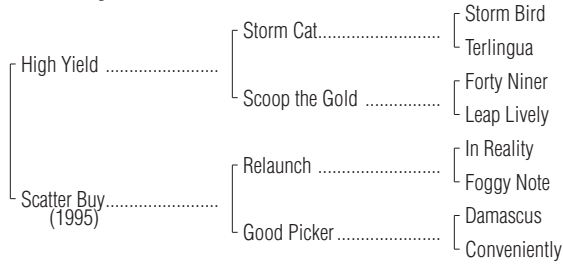 Storm Bird
Storm Cat....................
Terlingua
High Yield .......................
Forty Niner
Scoop the Gold ...............
Leap Lively
In Reality
Relaunch .........................
Foggy Note
Scatter Buy.......................
(1995)
Damascus
Good Picker.....................
Conveniently